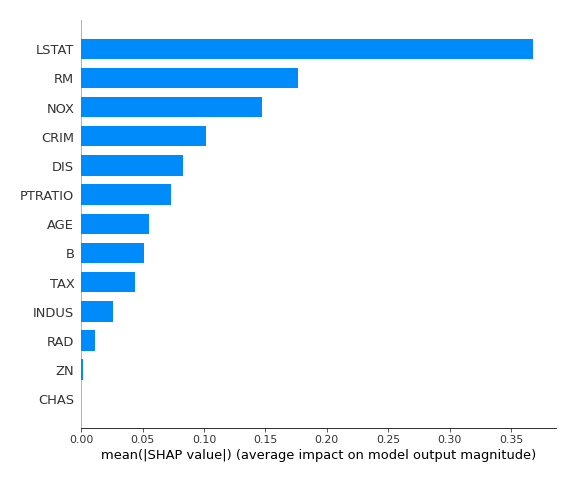 LSTAT
RM
NOX
CRIM
DIS
PTRATIO
AGE
B
TAX
INDUS
RAD
ZN
CHAS
0.00 0.05 0.10 0.15 0.20 0.25 0.30 0.35
mean(|SHAP value|) (average impact on model output magnitude)